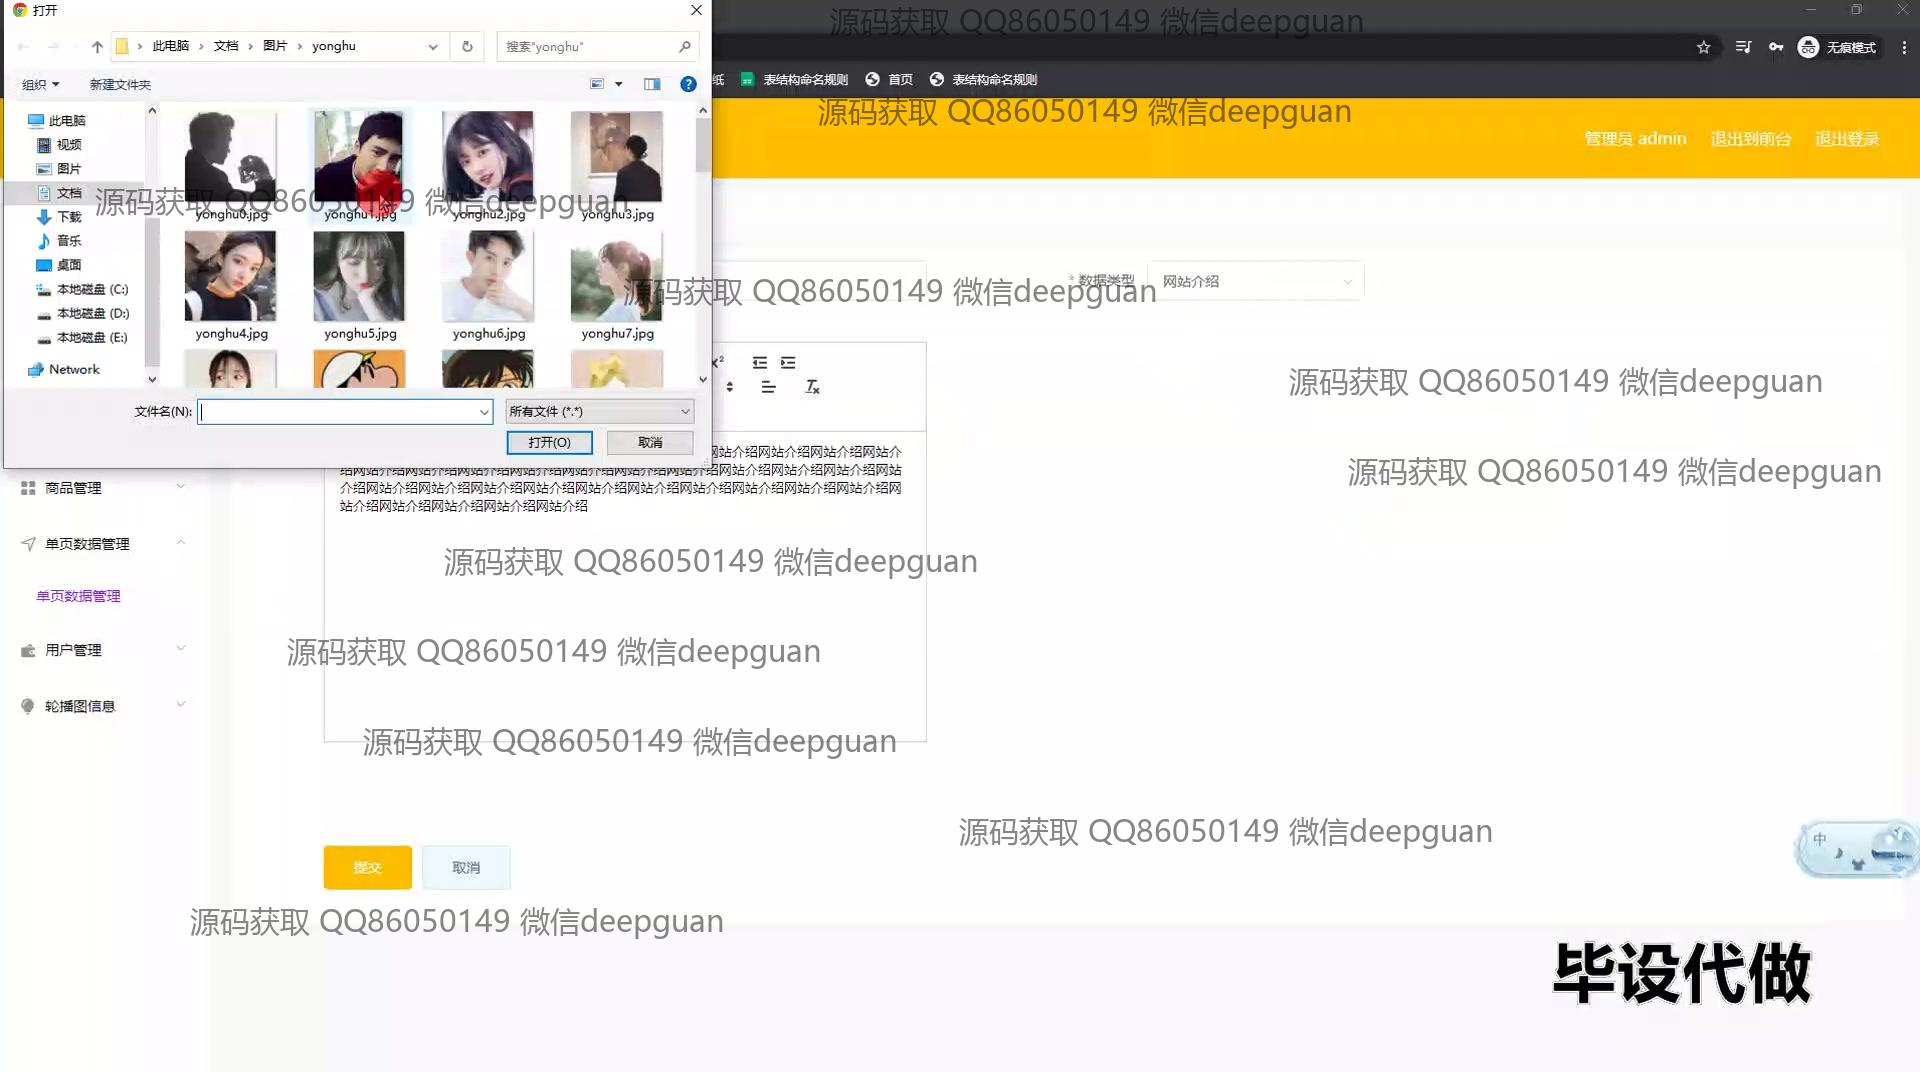 打开
源码获取 QQ86050149 微信deepguan
此电脑 › 文档 › 图片 › yonghu
搜索"yonghu"
无痕模式
组织
新建文件夹
纸
表结构命名规则
首页
表结构命名规则
源码获取 QQ86050149 微信deepguan
管理员 admin
退出到前台
退出登录
此电脑
视频
图片
文档
下载
音乐
桌面
本地磁盘 (C:)
本地磁盘 (D:)
本地磁盘 (E:)
Network
源码获取 QQ86050149 微信deepguan
yonghu0.jpg
yonghu1.jpg
yonghu2.jpg
yonghu3.jpg
yonghu4.jpg
yonghu5.jpg
yonghu6.jpg
yonghu7.jpg
* 数据类型
网站介绍
源码获取 QQ86050149 微信deepguan
源码获取 QQ86050149 微信deepguan
文件名(N):
所有文件 (*.*)
打开(O)
取消
网站介绍网站介绍网站介绍网站介
绍网站介绍网站介绍网站介绍网站介绍网站介绍网站介绍网站介绍网站介绍网站介绍网站介绍网站
介绍网站介绍网站介绍网站介绍网站介绍网站介绍网站介绍网站介绍网站介绍网站介绍网站介绍网
站介绍网站介绍网站介绍网站介绍网站介绍
源码获取 QQ86050149 微信deepguan
商品管理
单页数据管理
单页数据管理
用户管理
轮播图信息
源码获取 QQ86050149 微信deepguan
源码获取 QQ86050149 微信deepguan
源码获取 QQ86050149 微信deepguan
源码获取 QQ86050149 微信deepguan
中
提交
取消
源码获取 QQ86050149 微信deepguan
毕设代做